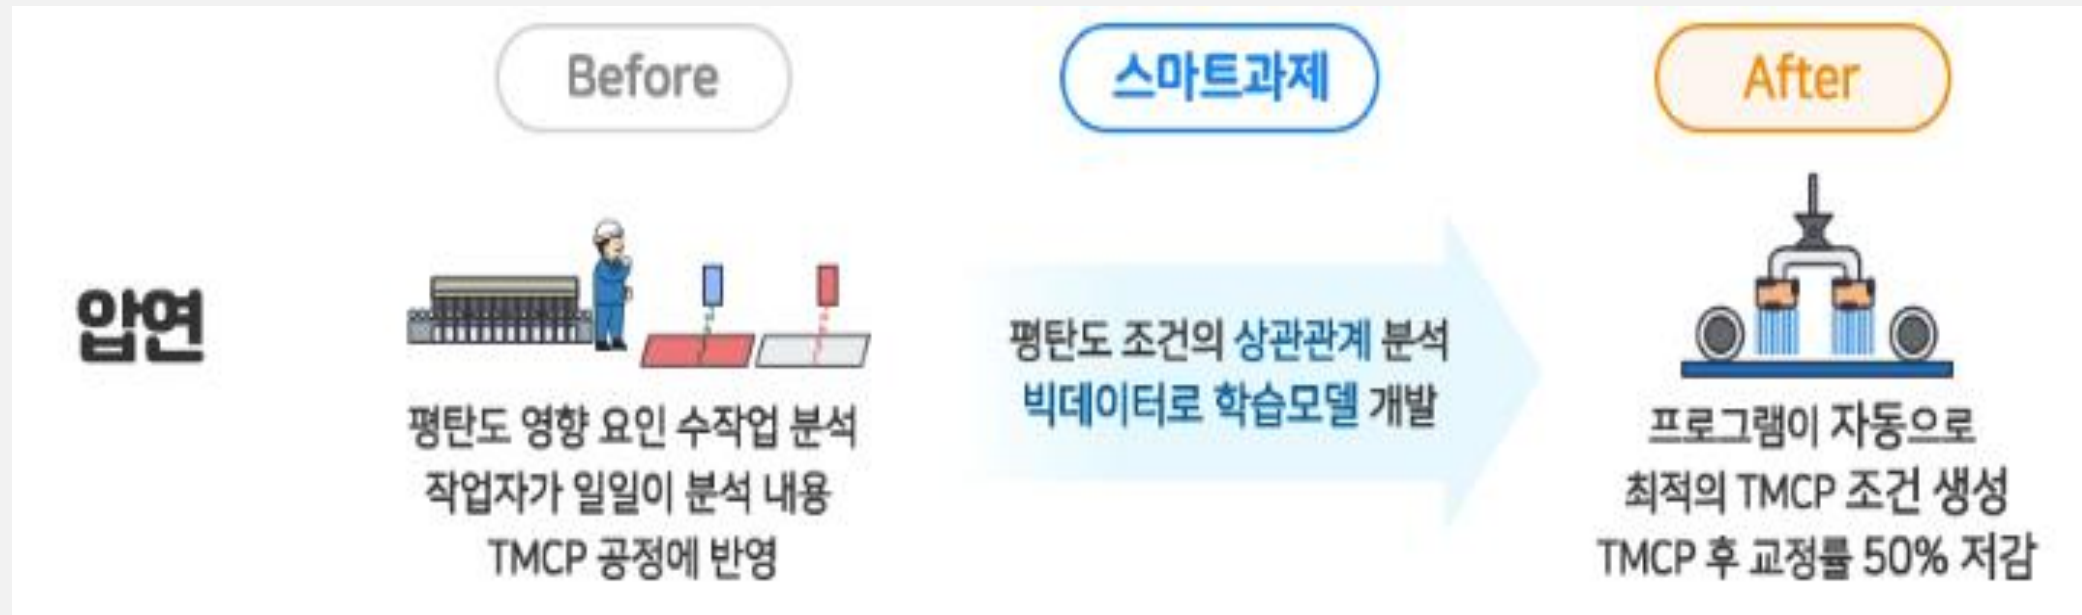 Before
스마트과제
After
압연
평탄도 영향 요인 수작업 분석
작업자가 일일이 분석 내용
TMCP 공정에 반영
평탄도 조건의 상관관계 분석
빅데이터로 학습모델 개발
프로그램이 자동으로
최적의 TMCP 조건 생성
TMCP 후 교정률 50% 저감